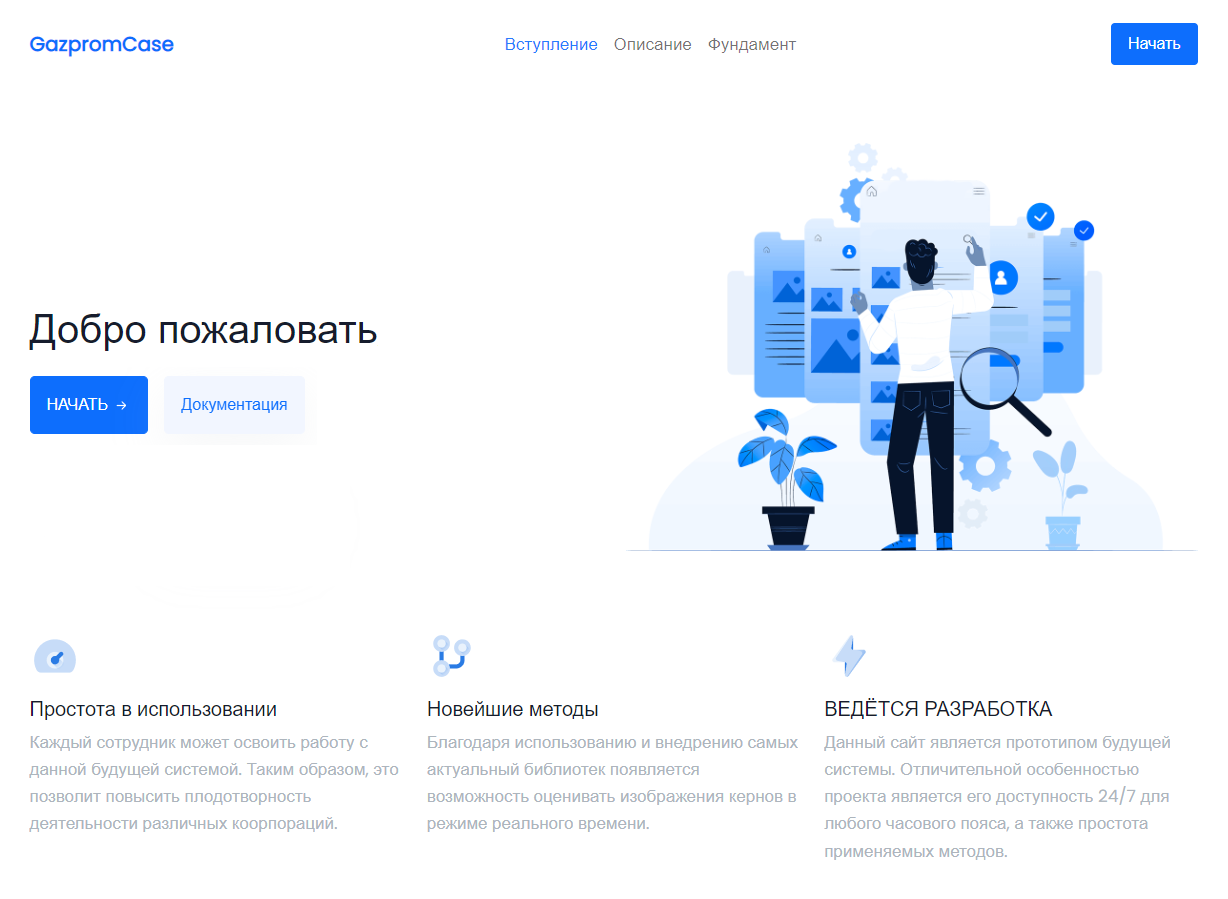 GazpromCase
Вступление Описание Фундамент
Начать
Добро пожаловать
НАЧАТЬ →
Документация
Простота в использовании
Каждый сотрудник может освоить работу с
данной будущей системой. Таким образом, это
позволит повысить плодотворность
деятельности различных коорпораций.
Новейшие методы
Благодаря использованию и внедрению самых
актуальный библиотек появляется
возможность оценивать изображения кернов в
режиме реального времени.
ВЕДЁТСЯ РАЗРАБОТКА
Данный сайт является прототипом будущей
системы. Отличительной особенностью
проекта является его доступность 24/7 для
любого часового пояса, а также простота
применяемых методов.